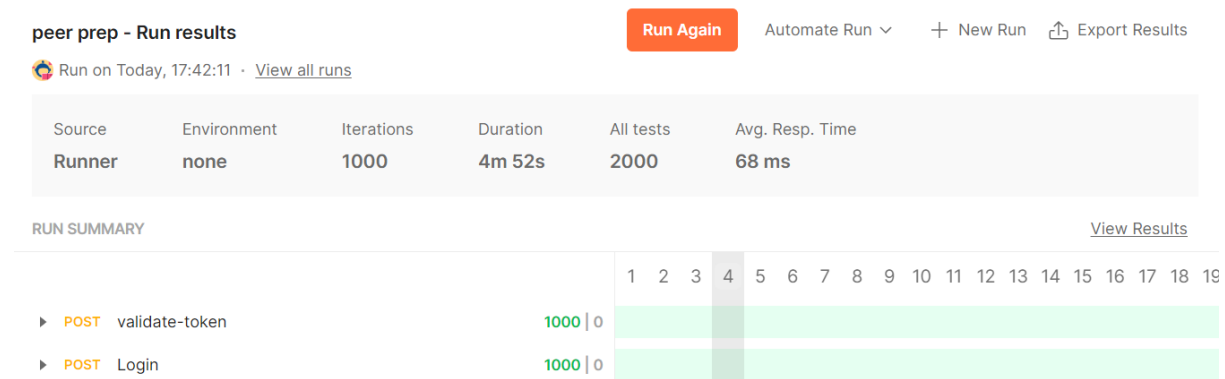 peer prep - Run results
Run Again
Automate Run
New Run
Export Results
Run on Today, 17:42:11 · View all runs
Source Environment Iterations Duration All tests Avg. Resp. Time
Runner none 1000 4m 52s 2000 68 ms
RUN SUMMARY
View Results
1 2 3 4 5 6 7 8 9 10 11 12 13 14 15 16 17 18 19
POST validate-token 1000 | 0
POST Login 1000 | 0